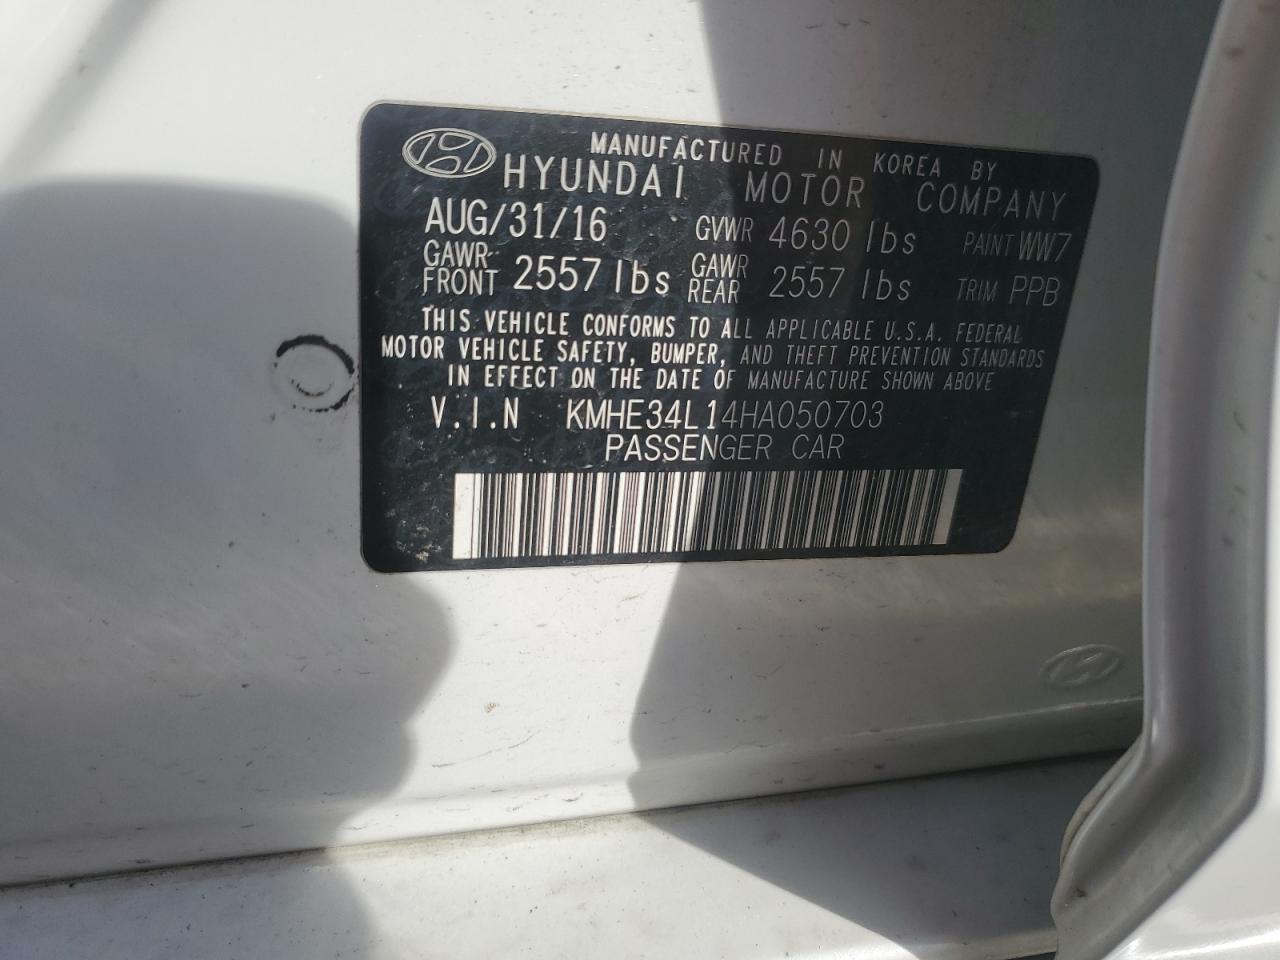 MANUFACTURED IN KOREA BY
HYUNDAI MOTOR COMPANY
AUG/31/16 GVWR 4630 lbs PAINT WW7
GAWR FRONT 2557 lbs GAWR REAR 2557 lbs TRIM PPB
THIS VEHICLE CONFORMS TO ALL APPLICABLE U.S.A. FEDERAL
MOTOR VEHICLE SAFETY, BUMPER, AND THEFT PREVENTION STANDARDS
IN EFFECT ON THE DATE OF MANUFACTURE SHOWN ABOVE
V.I.N KMHE34L14HA050703
PASSENGER CAR